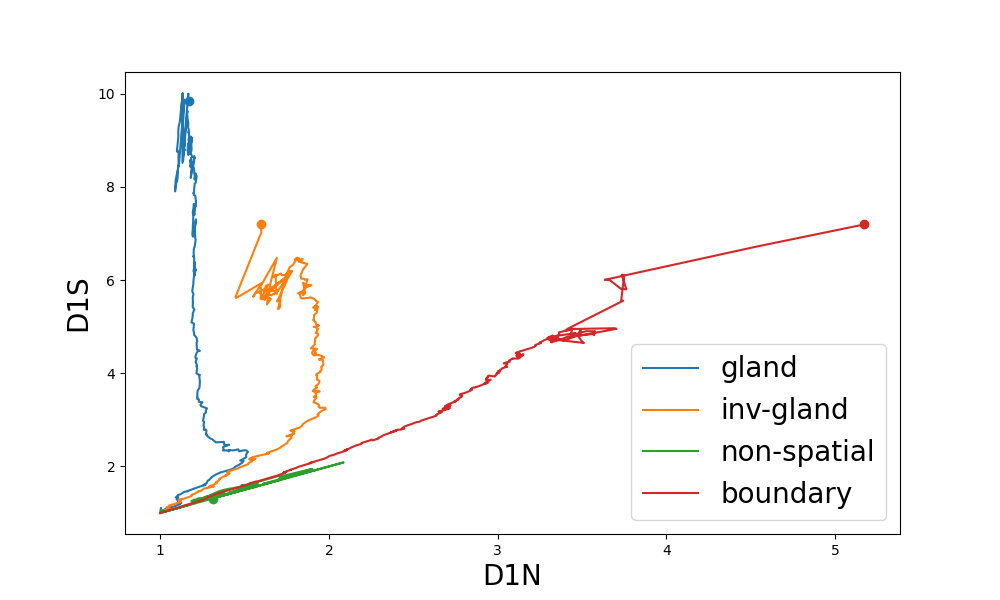 10
8
6
4
2
D1S
gland
inv-gland
non-spatial
boundary
1 2 3 4 5
D1N